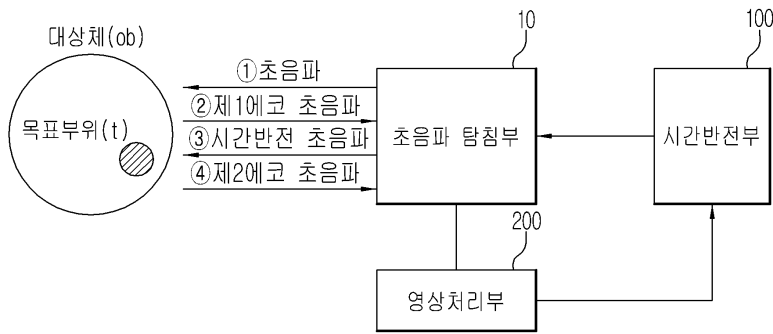 대상체(ob)
10
100
①초음파
②제1에코 초음파
목표부위(t)
③시간반전 초음파
초음파 탐침부
시간반전부
④제2에코 초음파
200
영상처리부